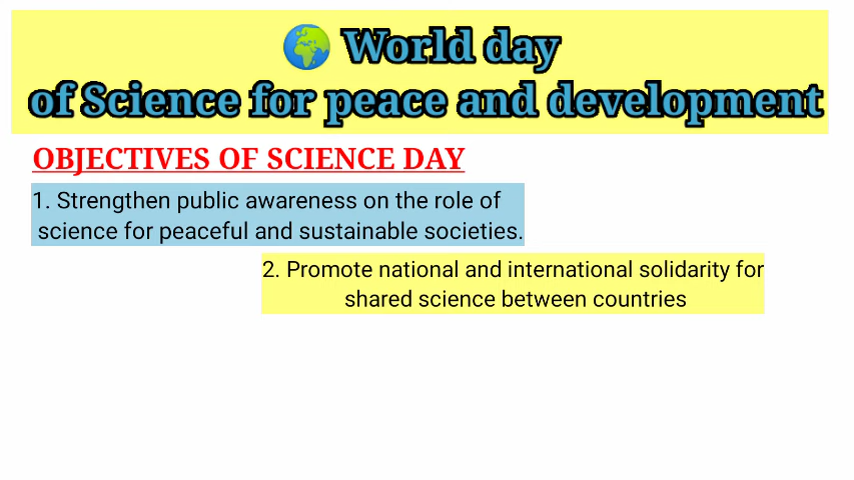 🌍 World day
of Science for peace and development
OBJECTIVES OF SCIENCE DAY
1. Strengthen public awareness on the role of
science for peaceful and sustainable societies.
2. Promote national and international solidarity for
shared science between countries